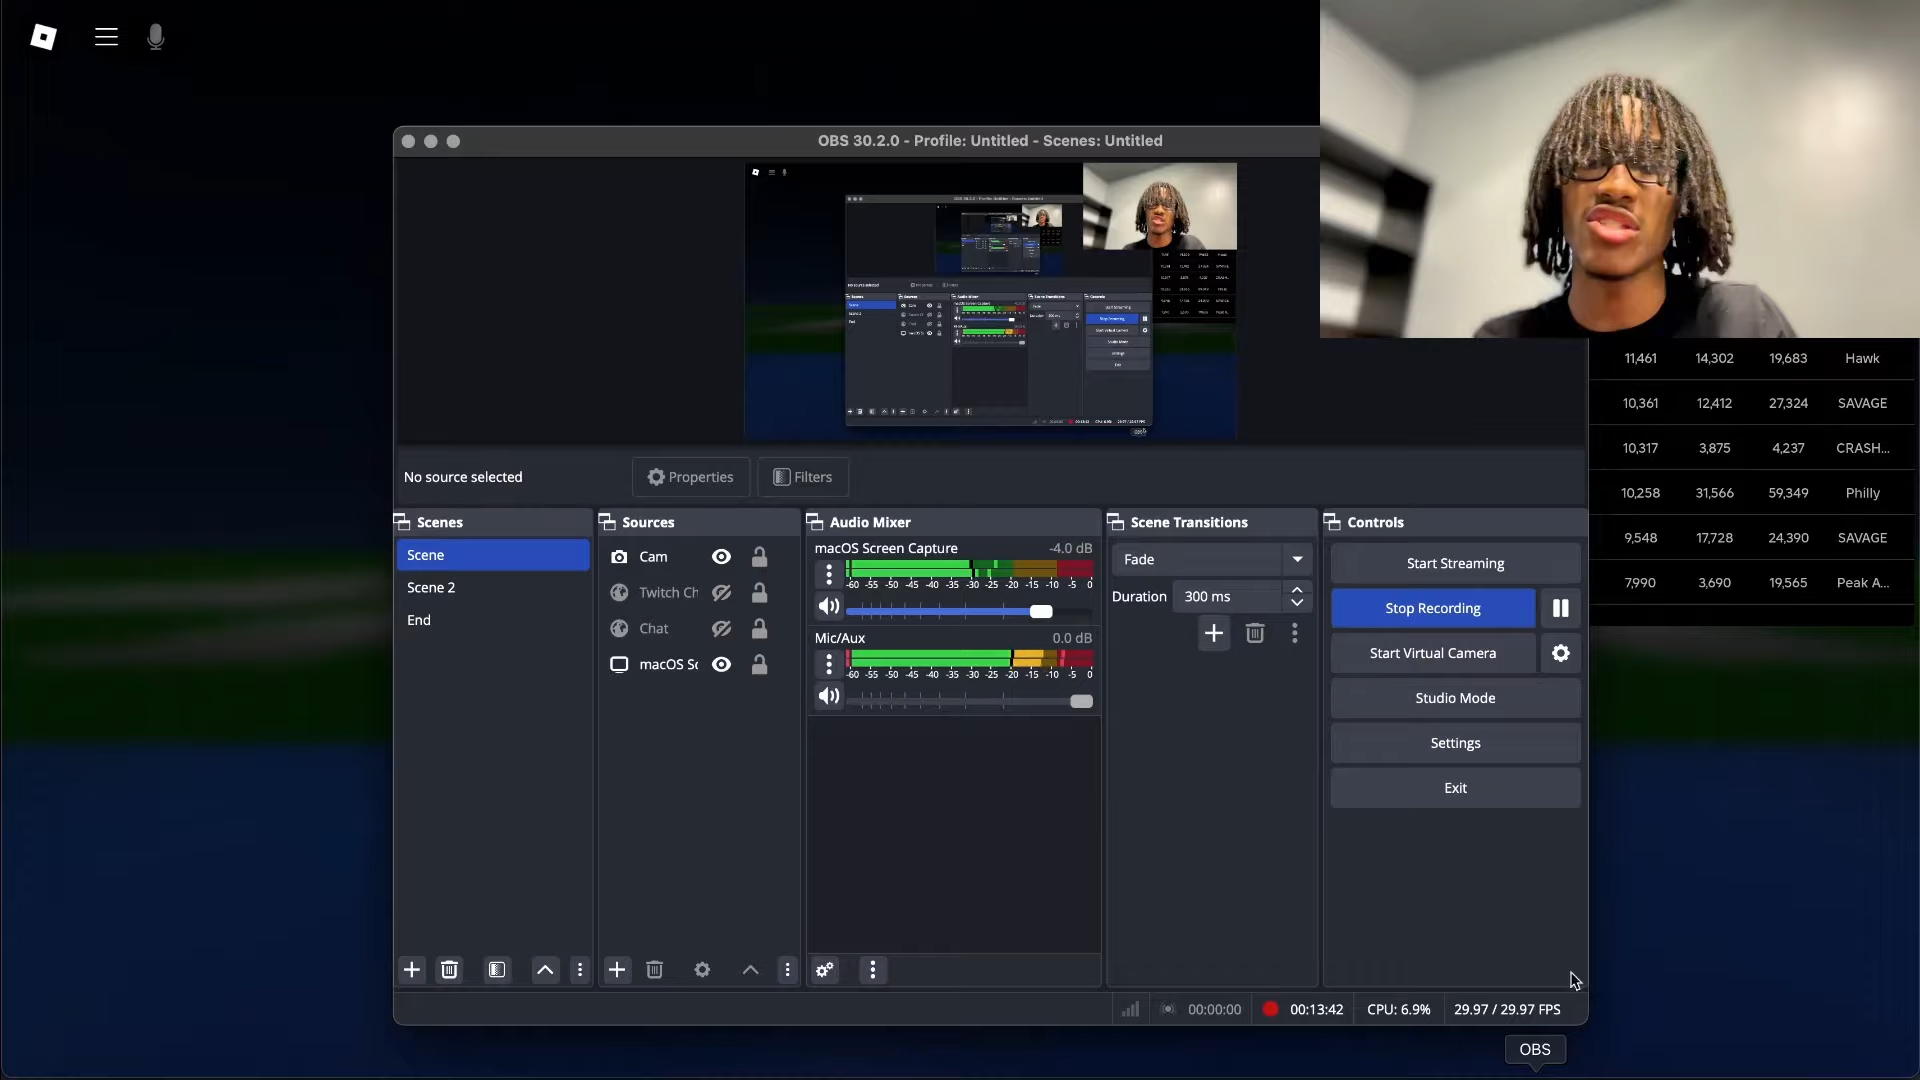 OBS 30.2.0 - Profile: Untitled - Scenes: Untitled
11,461 14,302 19,683 Hawk
10,361 12,412 27,324 SAVAGE
10,317 3,875 4,237 CRASH...
10,258 31,566 59,349 Philly
9,548 17,728 24,390 SAVAGE
7,990 3,690 19,565 Peak A...
No source selected
Properties
Filters
Scenes
Scene
Scene 2
End
Sources
Cam
Twitch Ch
Chat
macOS Sc
Audio Mixer
macOS Screen Capture -4.0 dB
-60 -55 -50 -45 -40 -35 -30 -25 -20 -15 -10 -5 0
Mic/Aux 0.0 dB
-60 -55 -50 -45 -40 -35 -30 -25 -20 -15 -10 -5 0
Scene Transitions
Fade
Duration 300 ms
Controls
Start Streaming
Stop Recording
Start Virtual Camera
Studio Mode
Settings
Exit
00:00:00 00:13:42 CPU: 6.9% 29.97 / 29.97 FPS
OBS